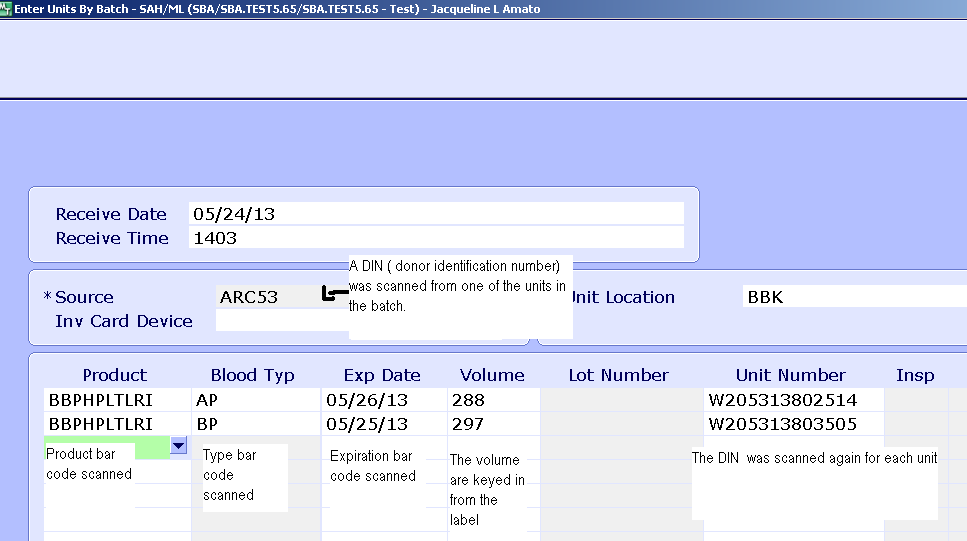 Enter Units By Batch - SAH/ML (SBA/SBA.TEST5.65/SBA.TEST5.65 - Test) - Jacqueline L Amato
Receive Date 05/24/13
Receive Time 1403
A DIN ( donor identification number)
was scanned from one of the units in
the batch.
*Source ARC53
Unit Location BBK
Inv Card Device
Product Blood Typ Exp Date Volume Lot Number Unit Number Insp
BBPHPLTLRI AP 05/26/13 288 W205313802514
BBPHPLTLRI BP 05/25/13 297 W205313803505
Product bar
code scanned
Type bar
code
scanned
Expiration bar
code scanned
The volume
are keyed in
from the
label
The DIN was scanned again for each unit